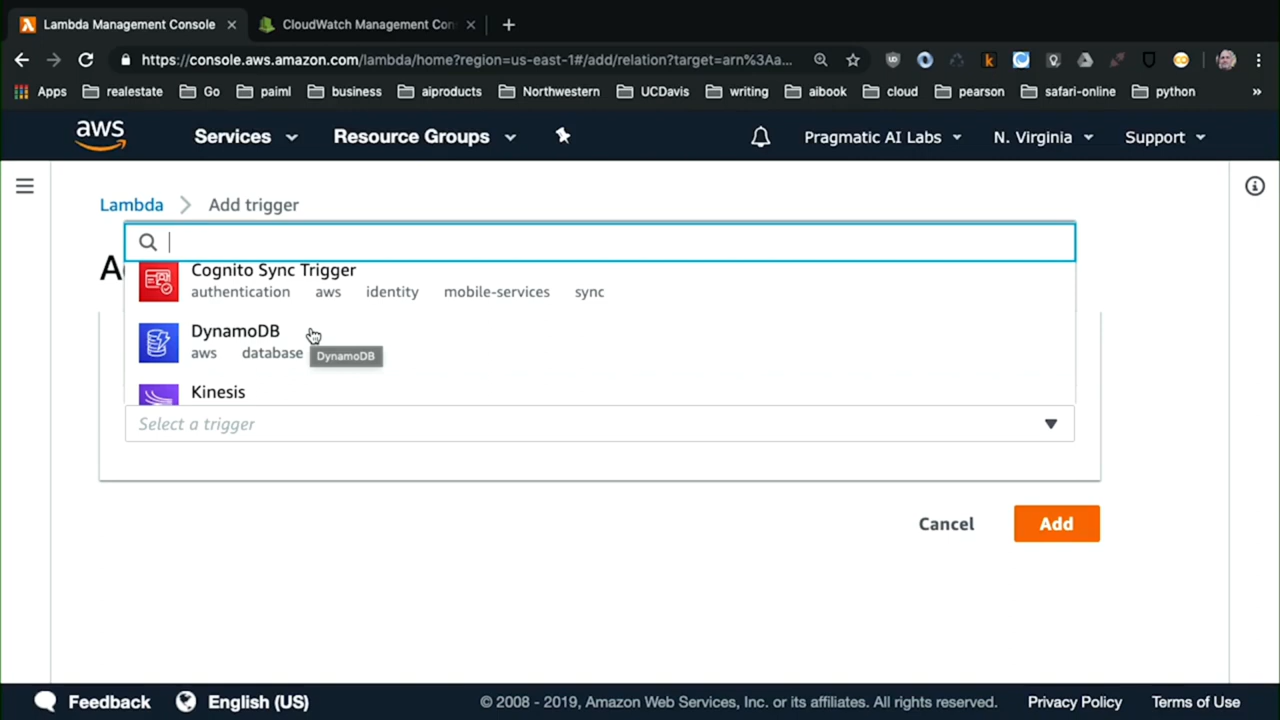 Lambda Management Console
CloudWatch Management Con
https://console.aws.amazon.com/lambda/home?region=us-east-1#/add/relation?target=arn%3Aa...
Apps realestate Go paiml business aiproducts Northwestern UCDavis writing aibook cloud pearson safari-online python »
aws Services Resource Groups Pragmatic AI Labs N. Virginia Support
Lambda > Add trigger
A
Cognito Sync Trigger
authentication aws identity mobile-services sync
DynamoDB
aws database
DynamoDB
Kinesis
Select a trigger
Cancel Add
Feedback English (US) © 2008 - 2019, Amazon Web Services, Inc. or its affiliates. All rights reserved. Privacy Policy Terms of Use